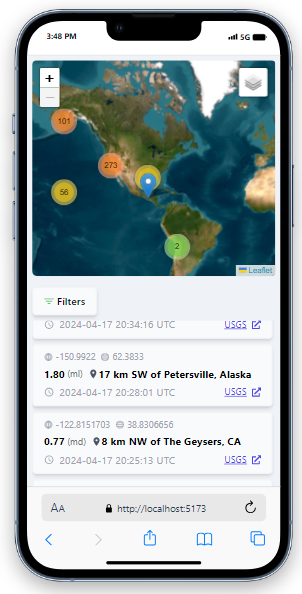 3:48 PM
5G
+
−
101
273
56
2
Leaflet
Filters
2024-04-17 20:34:16 UTC USGS
-150.9922 62.3833
1.80 (ml) 17 km SW of Petersville, Alaska
2024-04-17 20:28:01 UTC USGS
-122.8151703 38.8306656
0.77 (md) 8 km NW of The Geysers, CA
2024-04-17 20:25:13 UTC USGS
AA http://localhost:5173